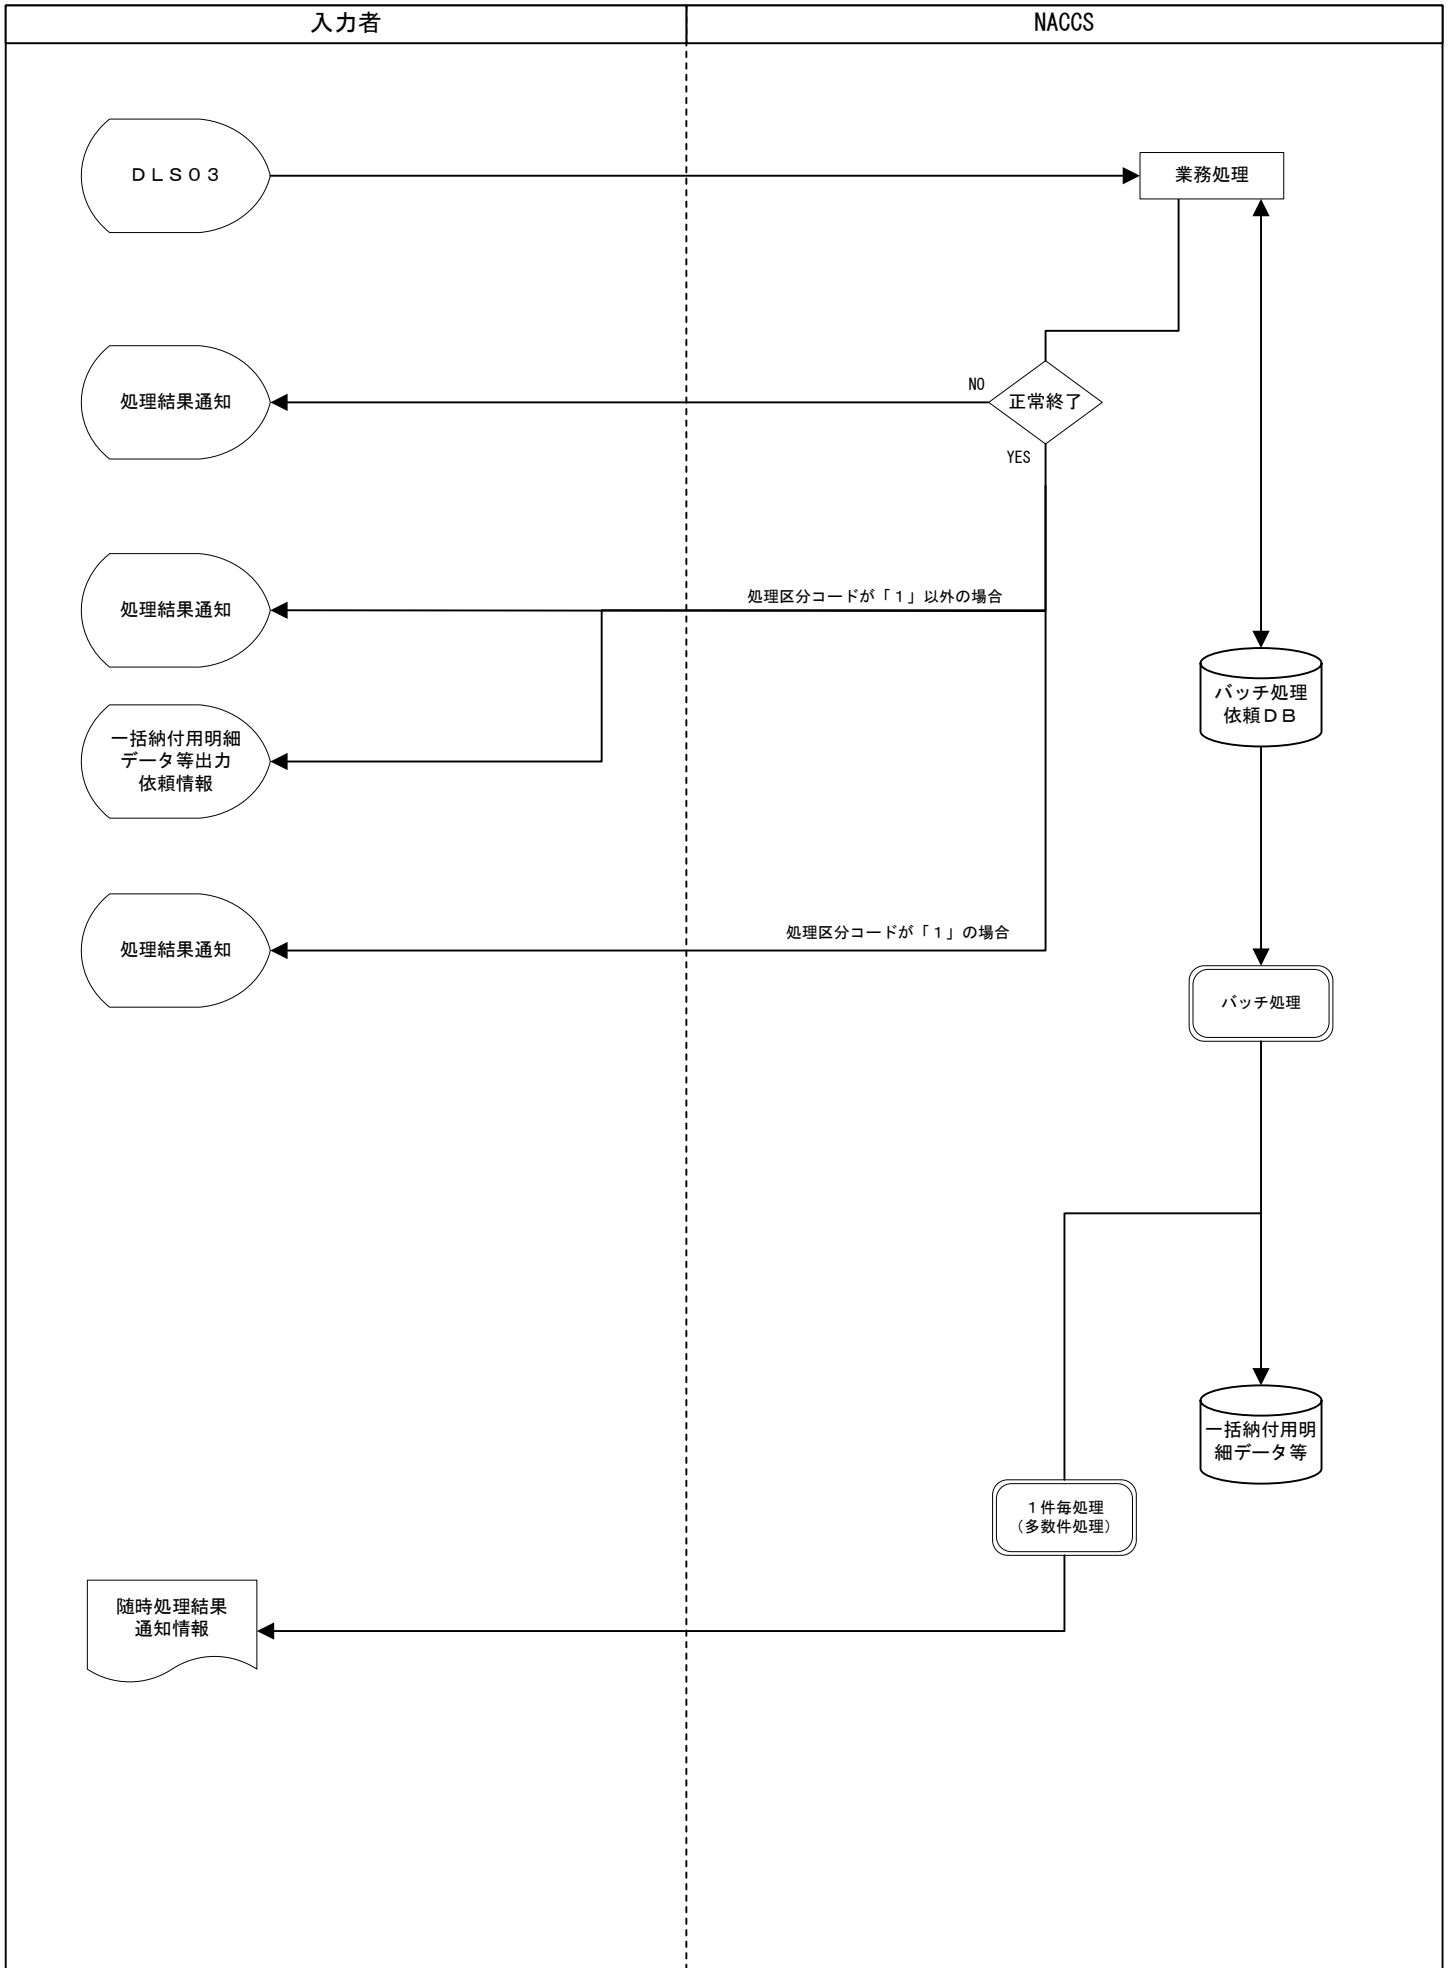 入力者
NACCS
ＤＬＳ０３
業務処理
処理結果通知
NO
正常終了
YES
処理結果通知
処理区分コードが「１」以外の場合
バッチ処理
依頼ＤＢ
一括納付用明細
データ等出力
依頼情報
処理結果通知
処理区分コードが「１」の場合
バッチ処理
一括納付用明
細データ等
１件毎処理
（多数件処理）
随時処理結果
通知情報